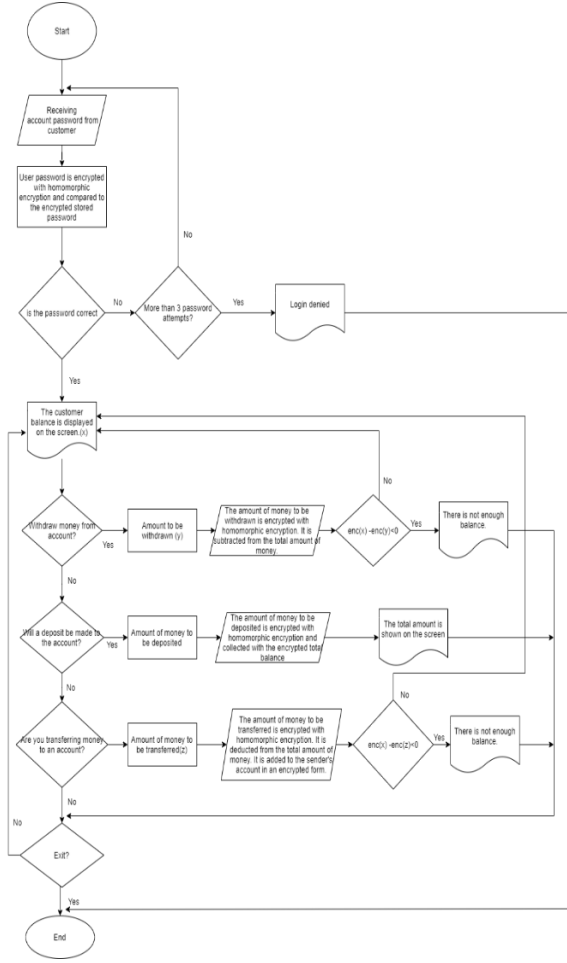 Start
Receiving
account password from
customer
User password is encrypted
with homomorphic
encryption and compared to
the encrypted stored
password
No
is the password correct
No
More than 3 password
attempts?
Yes
Login denied
Yes
The customer
balance is displayed
on the screen.(x)
No
Withdraw money from
account?
Yes
Amount to be
withdrawn (y)
The amount of money to be
withdrawn is encrypted with
homomorphic encryption. It is
subtracted from the total amount of
money.
enc(x) -enc(y)<0
Yes
There is not enough
balance.
No
Will a deposit be made to
the account?
Yes
Amount of money
to be deposited
The amount of money to be
deposited is encrypted with
homomorphic encryption and
collected with the encrypted total
balance
The total amount is
shown on the screen
No
No
Are you transferring money
to an account?
Amount of money to
be transferred(z)
The amount of money to be
transferred is encrypted with
homomorphic encryption. It is
deducted from the total amount of
money. It is added to the sender's
account in an encrypted form.
enc(x) -enc(z)<0
Yes
There is not enough
balance.
No
No
Exit?
Yes
End